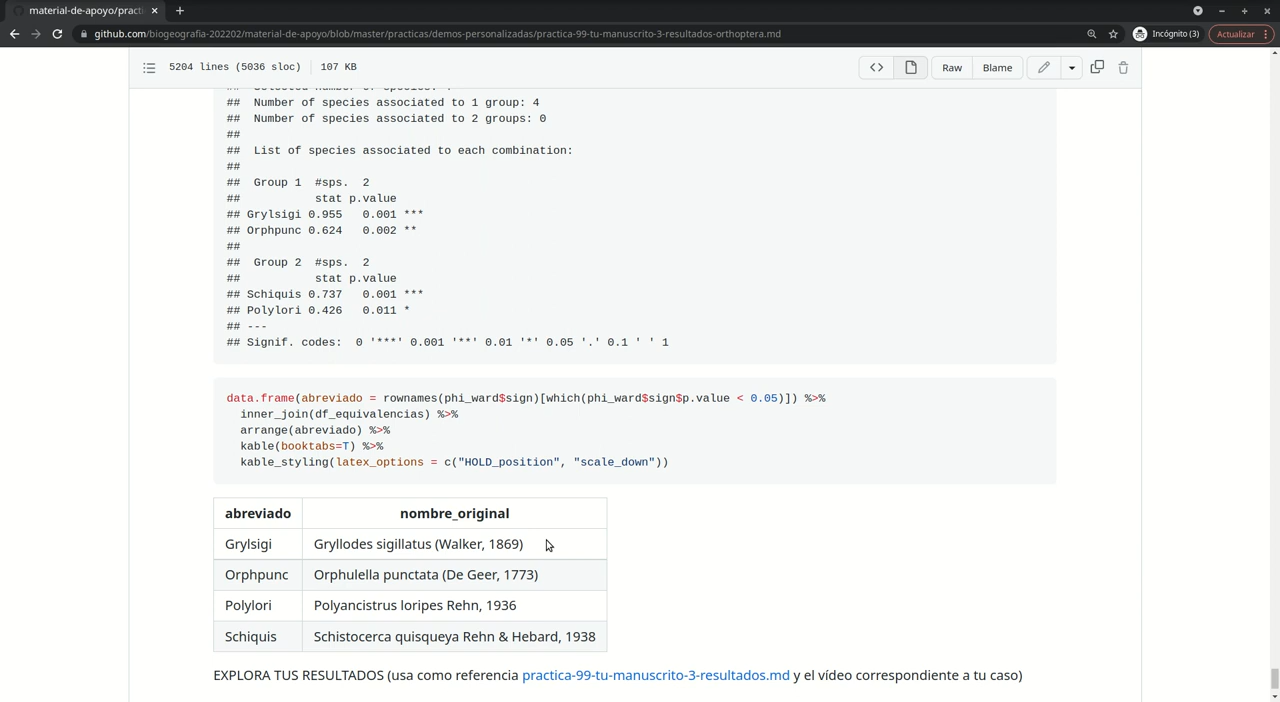 material-de-apoyo/practi
github.com/biogeografia-202202/material-de-apoyo/blob/master/practicas/demos-personalizadas/practica-99-tu-manuscrito-3-resultados-orthoptera.md
Incógnito (3)
Actualizar
5204 lines (5036 sloc) 107 KB
Raw
Blame
##  Number of species associated to 1 group: 4
##  Number of species associated to 2 groups: 0
##
##  List of species associated to each combination:
##
##  Group 1  #sps.  2
##          stat p.value
## Grylsigi 0.955   0.001 ***
## Orphpunc 0.624   0.002 **
##
##  Group 2  #sps.  2
##          stat p.value
## Schiquis 0.737   0.001 ***
## Polylori 0.426   0.011 *
## ---
## Signif. codes:  0 '***' 0.001 '**' 0.01 '*' 0.05 '.' 0.1 ' ' 1
data.frame(abreviado = rownames(phi_ward$sign)[which(phi_ward$sign$p.value < 0.05)]) %>%
  inner_join(df_equivalencias) %>%
  arrange(abreviado) %>%
  kable(booktabs=T) %>%
  kable_styling(latex_options = c("HOLD_position", "scale_down"))
abreviado nombre_original
Grylsigi Gryllodes sigillatus (Walker, 1869)
Orphpunc Orphulella punctata (De Geer, 1773)
Polylori Polyancistrus loripes Rehn, 1936
Schiquis Schistocerca quisqueya Rehn & Hebard, 1938
EXPLORA TUS RESULTADOS (usa como referencia practica-99-tu-manuscrito-3-resultados.md y el vídeo correspondiente a tu caso)